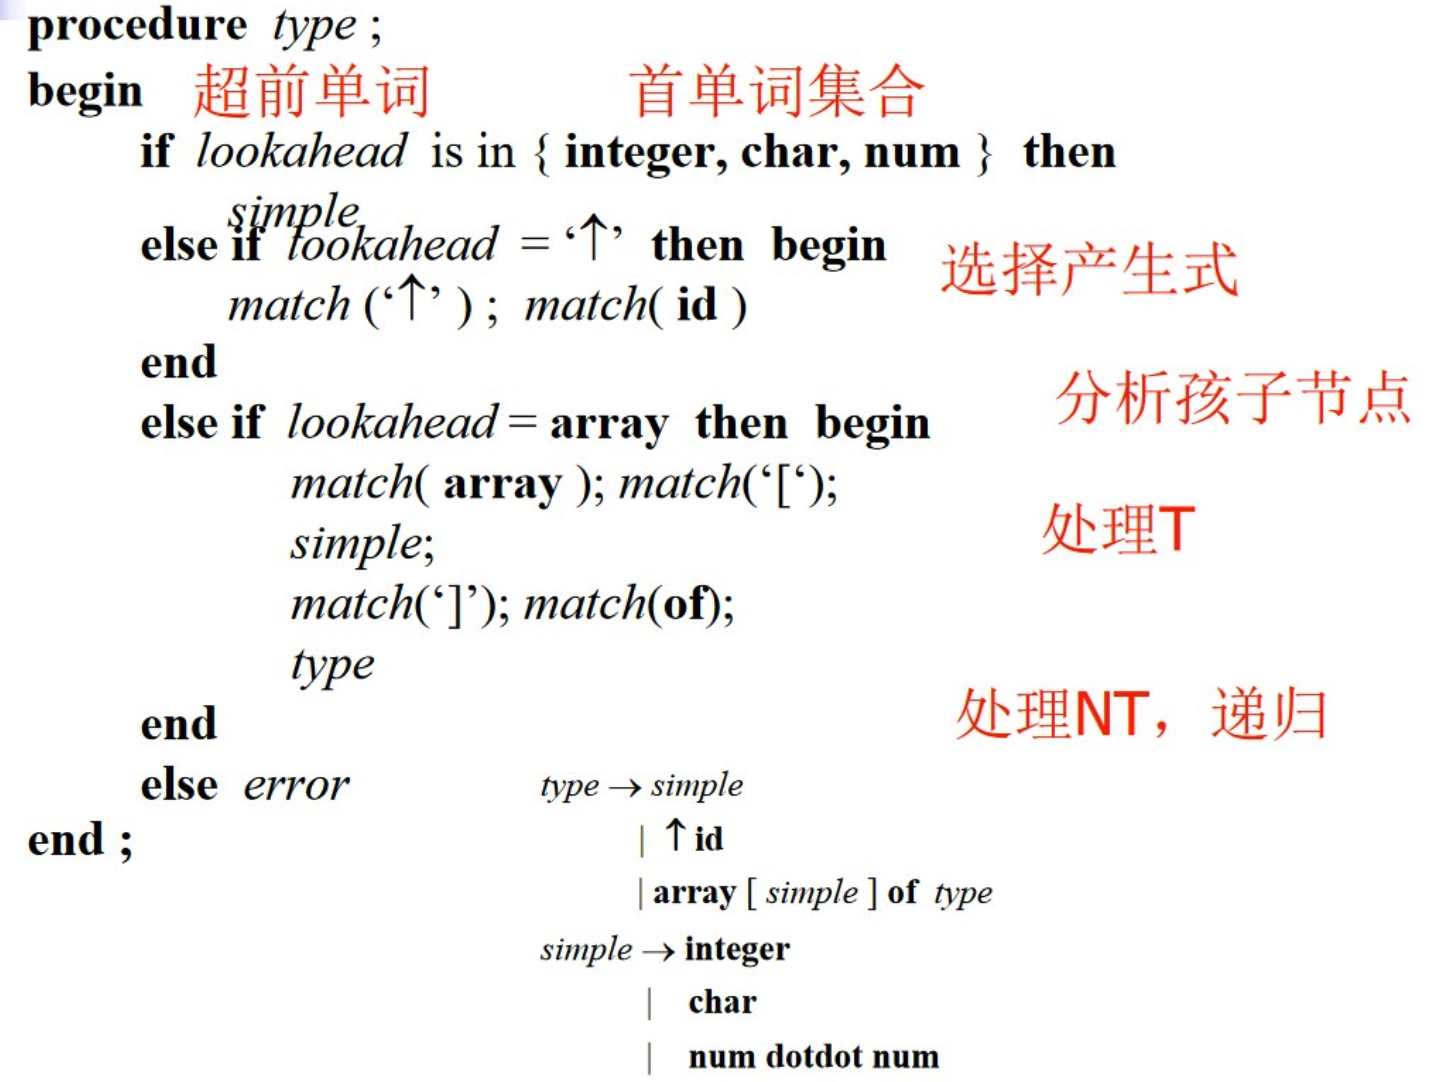 procedure type ;
begin 超前单词 首单词集合
if lookahead is in { integer, char, num } then
simple
else if lookahead = ‘↑’ then begin
选择产生式
match (‘↑’ ) ; match( id )
end
分析孩子节点
else if lookahead = array then begin
match( array ); match(‘[‘);
simple;
处理T
match(‘]’); match(of);
type
end
处理NT，递归
else error
end ;
type → simple
| ↑ id
| array [ simple ] of type
simple → integer
| char
| num dotdot num